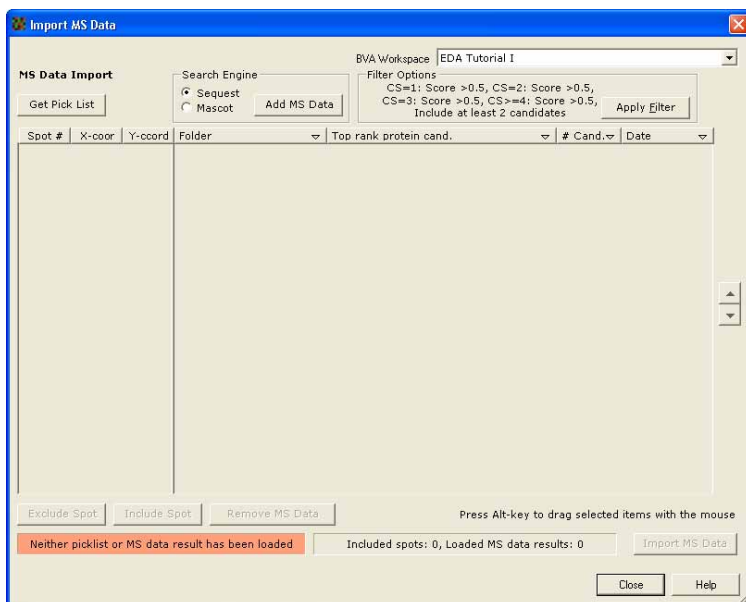 Import MS Data
BVA Workspace EDA Tutorial I
MS Data Import
Get Pick List
Search Engine
Sequest
Mascot
Add MS Data
Filter Options
CS=1: Score >0.5, CS=2: Score >0.5,
CS=3: Score >0.5, CS>=4: Score >0.5,
Include at least 2 candidates
Apply Filter
Spot # X-coor Y-ccord Folder Top rank protein cand. # Cand. Date
Exclude Spot Include Spot Remove MS Data Press Alt-key to drag selected items with the mouse
Neither picklist or MS data result has been loaded Included spots: 0, Loaded MS data results: 0 Import MS Data
Close Help